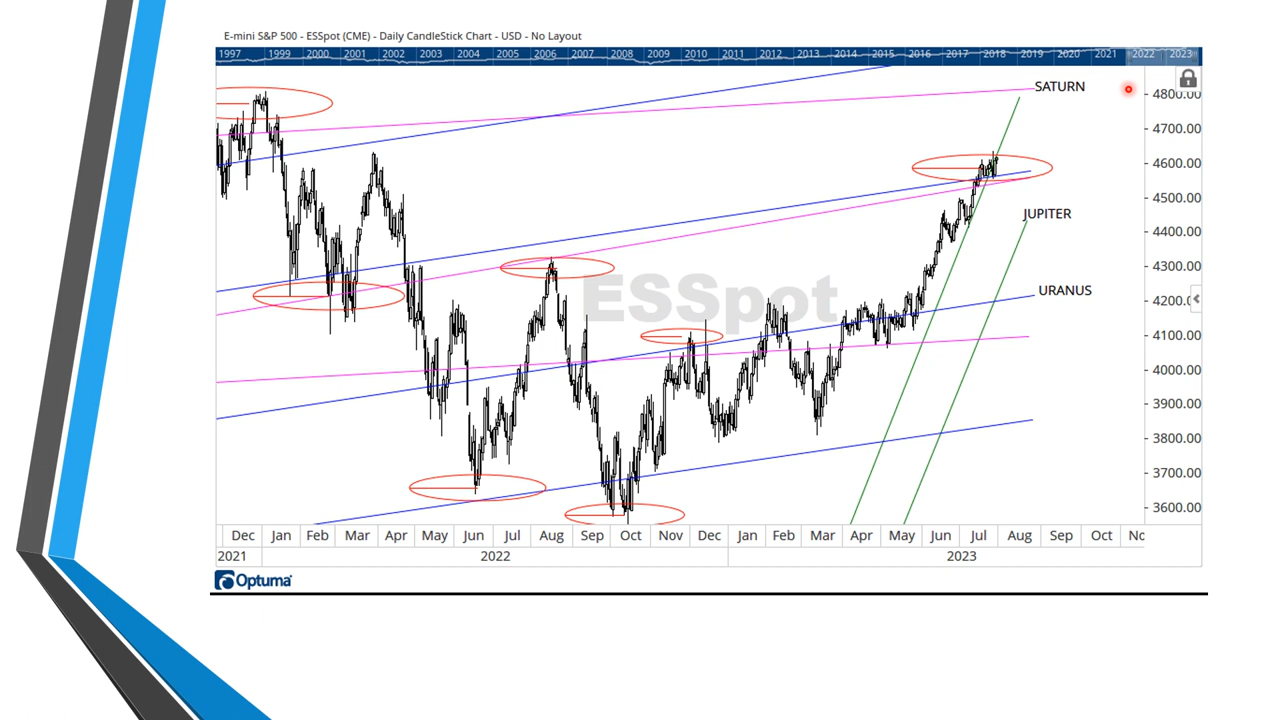 E-mini S&P 500 - ESSpot (CME) - Daily CandleStick Chart - USD - No Layout
1997 1999 2000 2001 2002 2003 2004 2005 2006 2007 2008 2009 2010 2011 2012 2013 2014 2015 2016 2017 2018 2019 2020 2021 2022 2023
SATURN
4800.00
4700.00
4600.00
4500.00
JUPITER
4400.00
4300.00
ESSpot
URANUS
4200.0
4100.00
4000.00
3900.00
3800.00
3700.00
3600.00
Dec Jan Feb Mar Apr May Jun Jul Aug Sep Oct Nov Dec Jan Feb Mar Apr May Jun Jul Aug Sep Oct No
2021 2022 2023
Optuma